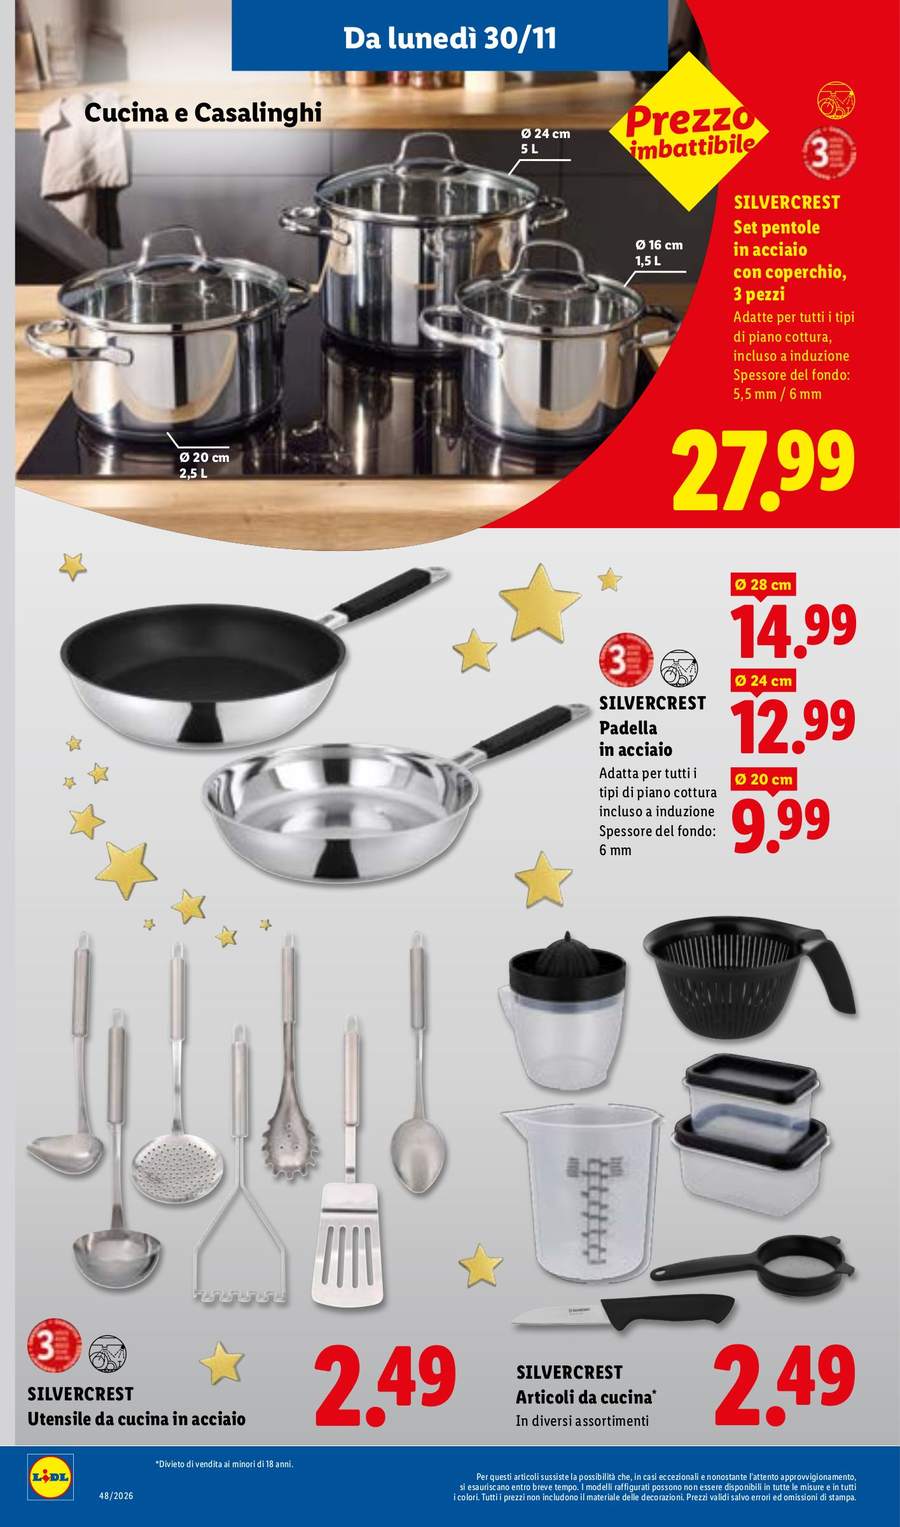 Da lunedì 30/11
Cucina e Casalinghi
Ø 24 cm
5 L
Ø 16 cm
1,5 L
Ø 20 cm
2,5 L
Prezzo
imbattibile
3
SILVERCREST
Set pentole
in acciaio
con coperchio,
3 pezzi
Adatte per tutti i tipi
di piano cottura,
incluso a induzione
Spessore del fondo:
5,5 mm / 6 mm
27.99
3
SILVERCREST
Padella
in acciaio
Adatta per tutti i
tipi di piano cottura
incluso a induzione
Spessore del fondo:
6 mm
Ø 28 cm
14.99
Ø 24 cm
12.99
Ø 20 cm
9.99
3
SILVERCREST
Utensile da cucina in acciaio
2.49
SILVERCREST
Articoli da cucina*
In diversi assortimenti
2.49
LIDL
48/2026
*Divieto di vendita ai minori di 18 anni.
Per questi articoli sussiste la possibilità che, in casi eccezionali e nonostante l'attento approvvigionamento,
si esauriscano entro breve tempo. I modelli raffigurati possono non essere disponibili in tutte le misure e in tutti
i colori. Tutti i prezzi non includono il materiale delle decorazioni. Prezzi validi salvo errori ed omissioni di stampa.